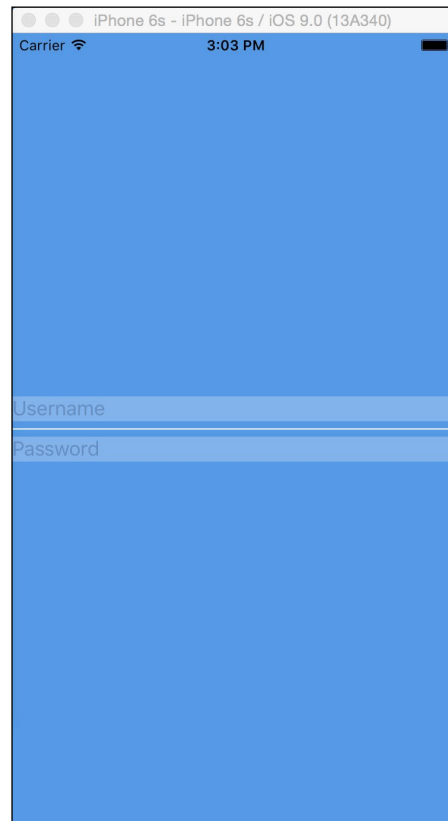 iPhone 6s - iPhone 6s / iOS 9.0 (13A340)
Carrier 3:03 PM
Username
Password